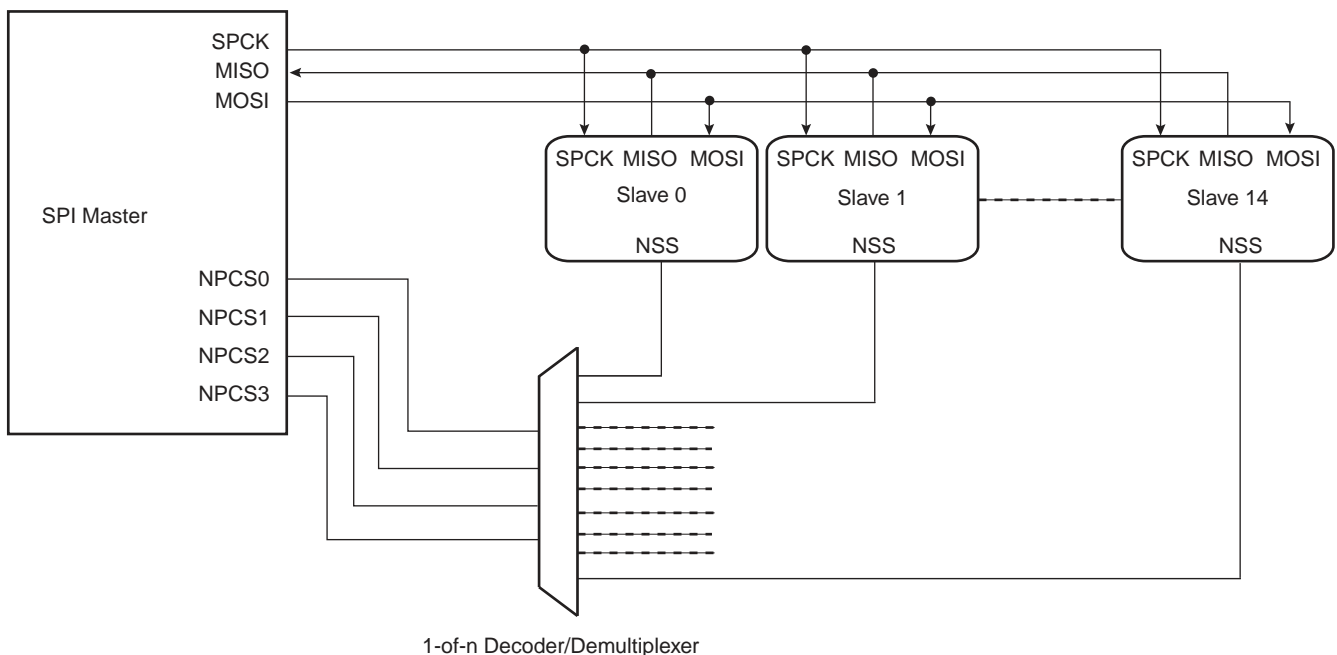 SPCK
MISO
MOSI
SPI Master
NPCS0
NPCS1
NPCS2
NPCS3
SPCK MISO MOSI
Slave 0
NSS
SPCK MISO MOSI
Slave 1
NSS
SPCK MISO MOSI
Slave 14
NSS
1-of-n Decoder/Demultiplexer